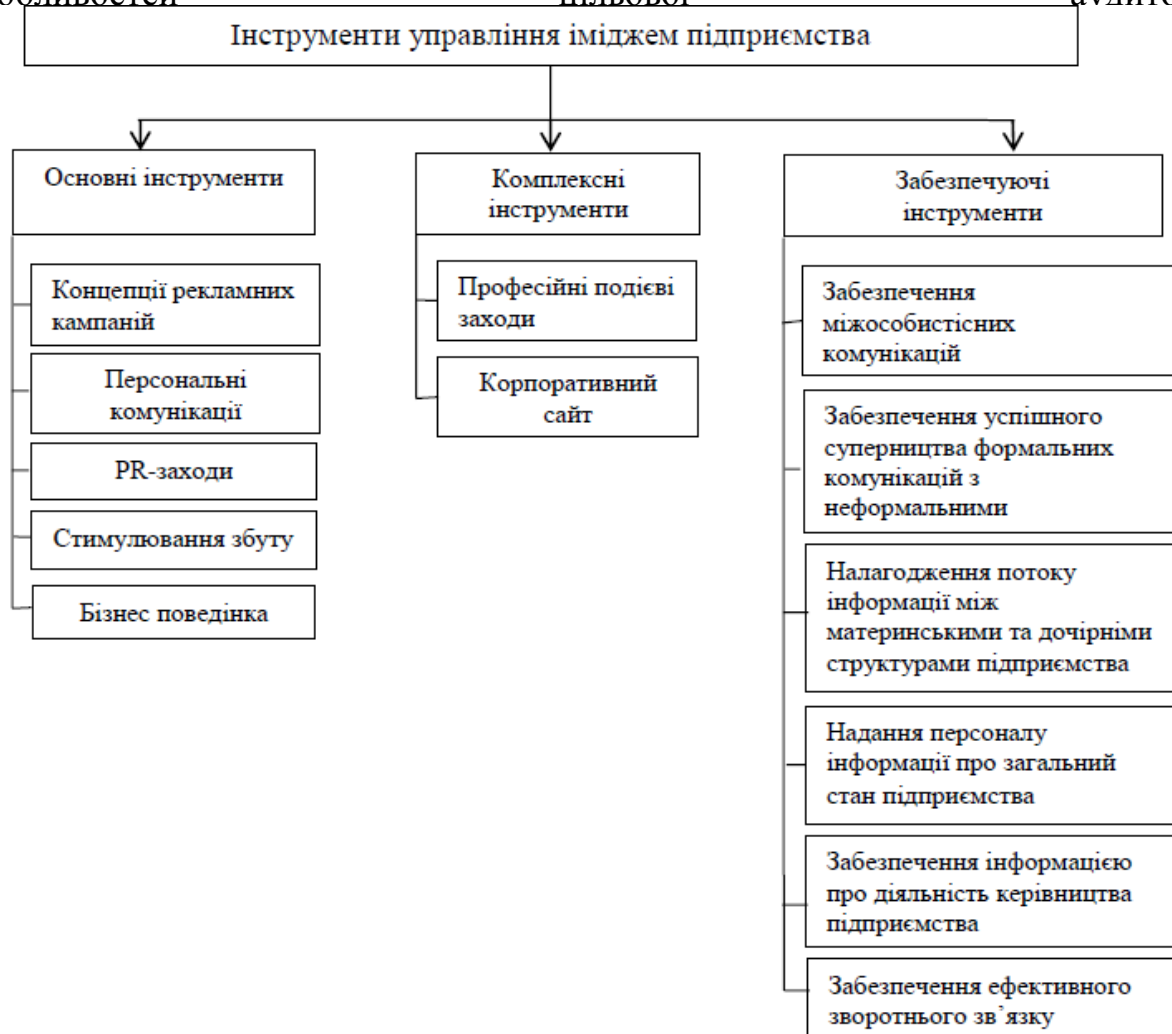 Інструменти управління іміджем підприємства
Основні інструменти
Концепції рекламних
кампаній
Персональні
комунікації
PR-заходи
Стимулювання збуту
Бізнес поведінка
Комплексні
інструменти
Професійні подієві
заходи
Корпоративний
сайт
Забезпечуючі
інструменти
Забезпечення
міжособистісних
комунікацій
Забезпечення успішного
суперництва формальних
комунікацій з
неформальними
Налагодження потоку
інформації між
материнськими та дочірніми
структурами підприємства
Надання персоналу
інформації про загальний
стан підприємства
Забезпечення інформацією
про діяльність керівництва
підприємства
Забезпечення ефективного
зворотнього зв’язку